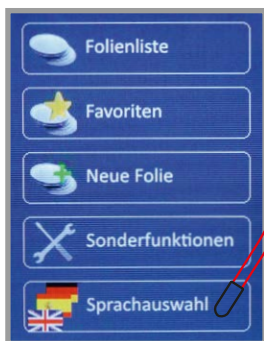 Folienliste
Favoriten
Neue Folie
Sonderfunktionen
Sprachauswahl